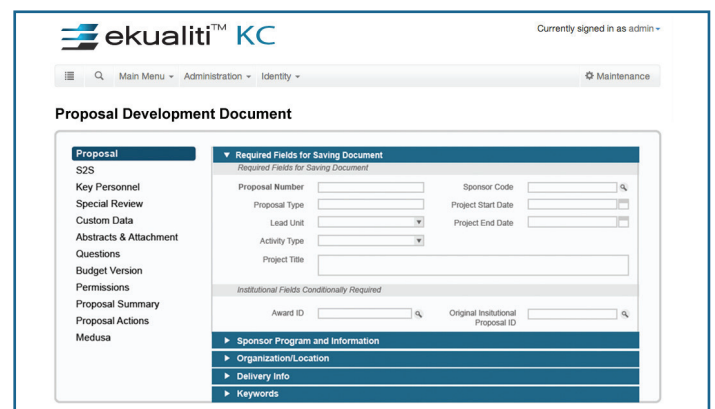 ekualiti™ KC
Currently signed in as admin
Main Menu Administration Identity Maintenance
Proposal Development Document
Proposal
S2S
Key Personnel
Special Review
Custom Data
Abstracts & Attachment
Questions
Budget Version
Permissions
Proposal Summary
Proposal Actions
Medusa
Required Fields for Saving Document
Required Fields for Saving Document
Proposal Number Sponsor Code
Proposal Type Project Start Date
Lead Unit Project End Date
Activity Type
Project Title
Institutional Fields Conditionally Required
Award ID Original Insitutional
Proposal ID
Sponsor Program and Information
Organization/Location
Delivery Info
Keywords